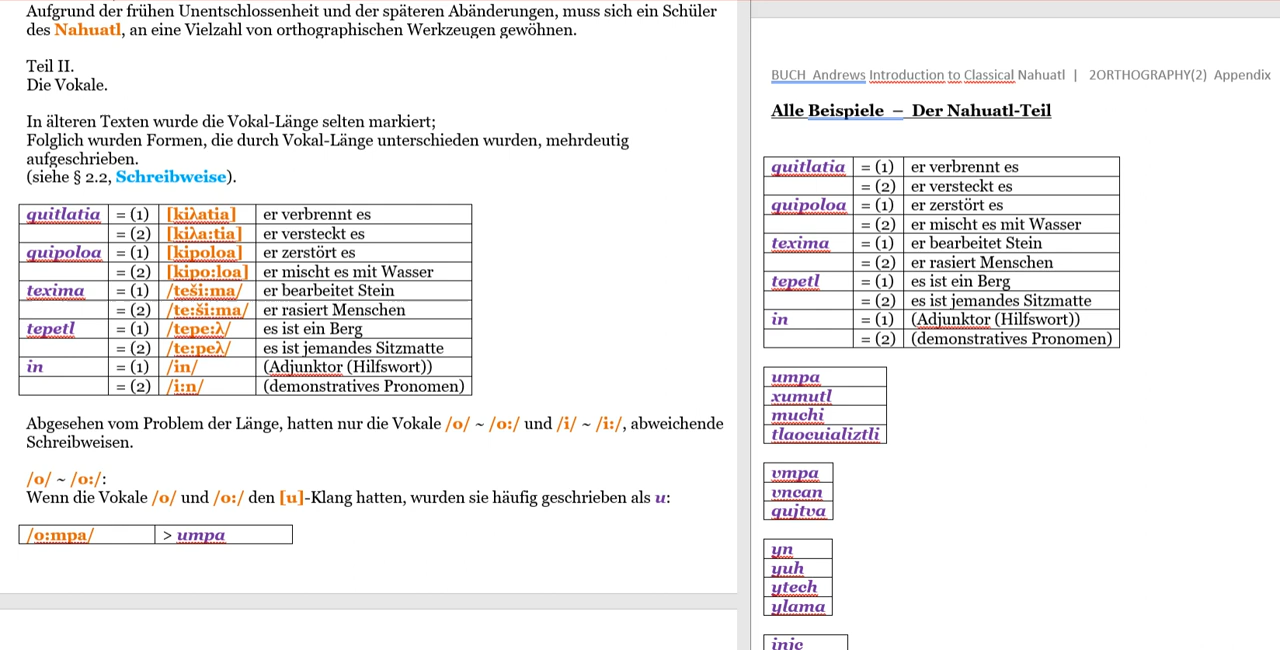 Aufgrund der frühen Unentschlossenheit und der späteren Abänderungen, muss sich ein Schüler
des Nahuatl, an eine Vielzahl von orthographischen Werkzeugen gewöhnen.
Teil II.
Die Vokale.
In älteren Texten wurde die Vokal-Länge selten markiert;
Folglich wurden Formen, die durch Vokal-Länge unterschieden wurden, mehrdeutig
aufgeschrieben.
(siehe § 2.2, Schreibweise).
quitlatia = (1) [kiλatia] er verbrennt es
= (2) [kiλa:tia] er versteckt es
quipoloa = (1) [kipoloa] er zerstört es
= (2) [kipo:loa] er mischt es mit Wasser
texima = (1) /teši:ma/ er bearbeitet Stein
= (2) /te:ši:ma/ er rasiert Menschen
tepetl = (1) /tepe:λ/ es ist ein Berg
= (2) /te:peλ/ es ist jemandes Sitzmatte
in = (1) /in/ (Adjunktor (Hilfswort))
= (2) /i:n/ (demonstratives Pronomen)
Abgesehen vom Problem der Länge, hatten nur die Vokale /o/ ~ /o:/ und /i/ ~ /i:/, abweichende
Schreibweisen.
/o/ ~ /o:/:
Wenn die Vokale /o/ und /o:/ den [u]-Klang hatten, wurden sie häufig geschrieben als u:
/o:mpa/ > umpa
BUCH Andrews Introduction to Classical Nahuatl | 2ORTHOGRAPHY(2) Appendix
Alle Beispiele – Der Nahuatl-Teil
quitlatia = (1) er verbrennt es
= (2) er versteckt es
quipoloa = (1) er zerstört es
= (2) er mischt es mit Wasser
texima = (1) er bearbeitet Stein
= (2) er rasiert Menschen
tepetl = (1) es ist ein Berg
= (2) es ist jemandes Sitzmatte
in = (1) (Adjunktor (Hilfswort))
= (2) (demonstratives Pronomen)
umpa
xumutl
muchi
tlaocuializtli
vmpa
vncan
qujtva
yn
yuh
ytech
ylama
injc